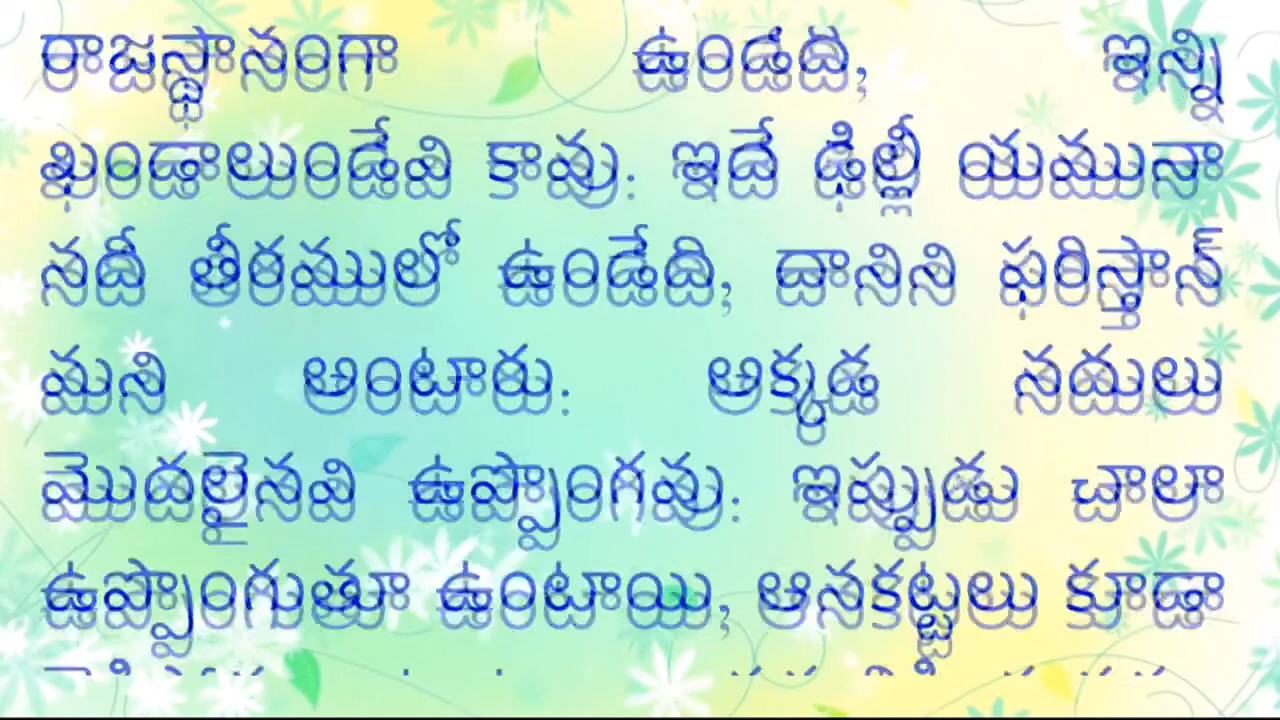 రాజస్థానంగా ఉండేది, ఇన్ని
ఖండాలుండేవి కావు. ఇదే ఢిల్లీ యమునా
నదీ తీరములో ఉండేది, దానిని ఫరిస్తాన్
మని అంటారు. అక్కడ నదులు
మొదలైనవి ఉప్పొంగవు. ఇప్పుడు చాలా
ఉప్పొంగుతూ ఉంటాయి, ఆనకట్టలు కూడా